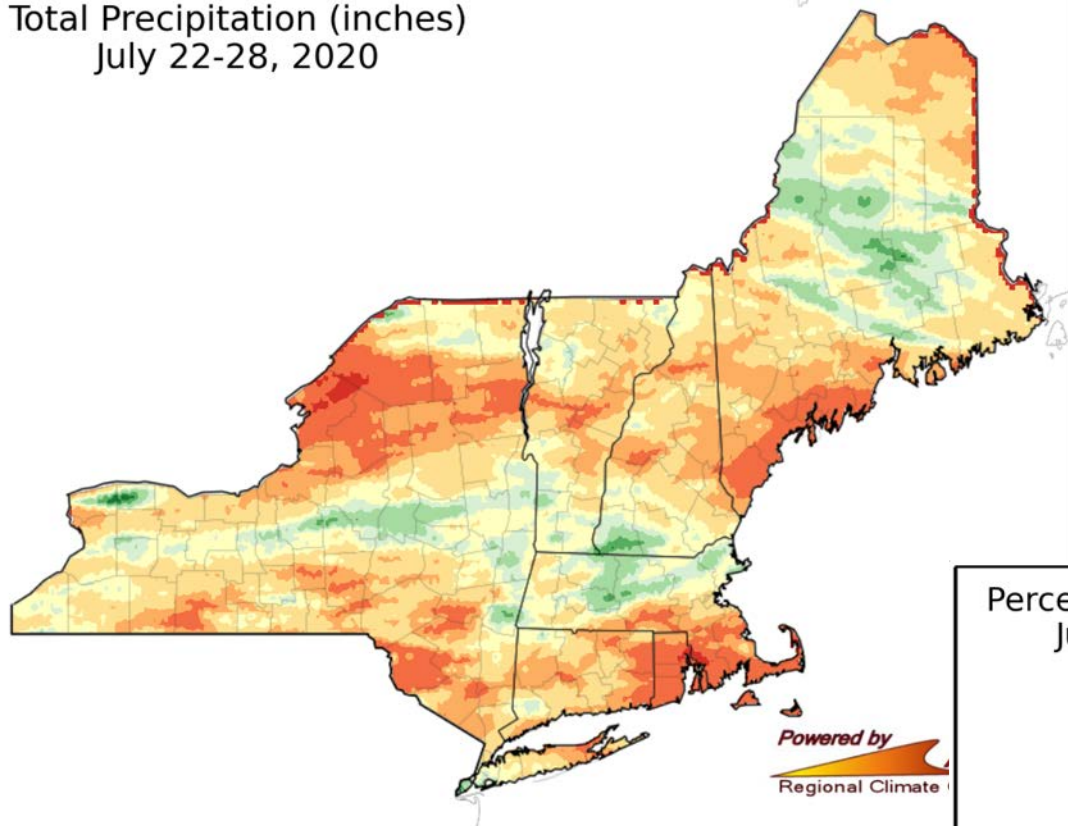 Total Precipitation (inches)
July 22-28, 2020
Powered by
Regional Climate